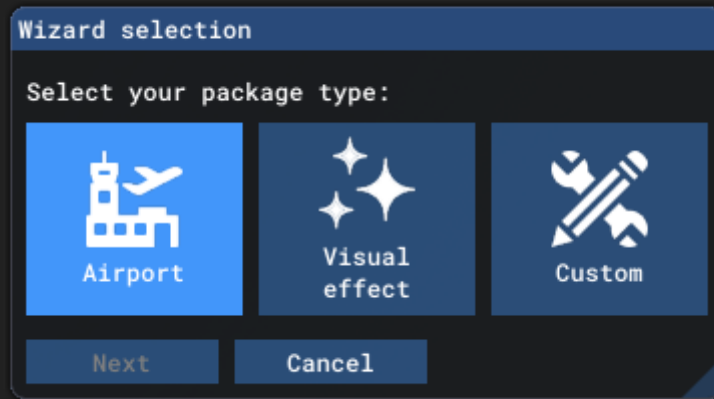 Wizard selection
Select your package type:
Airport
Visual
effect
Custom
Next
Cancel